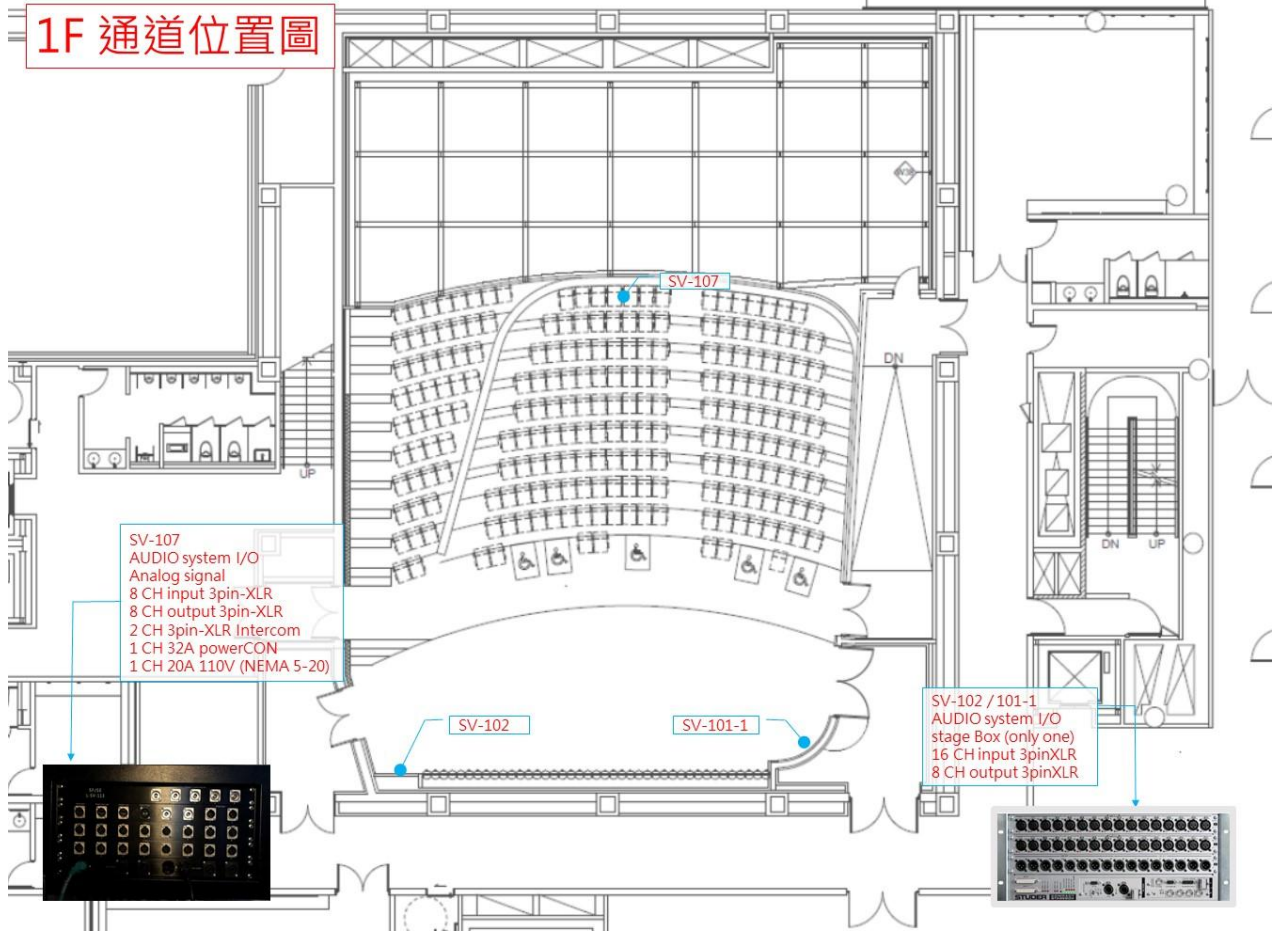 1F 通道位置圖
SV-107
DN
UP
SV-107
AUDIO system I/O
Analog signal
8 CH input 3pin-XLR
8 CH output 3pin-XLR
2 CH 3pin-XLR Intercom
1 CH 32A powerCON
1 CH 20A 110V (NEMA 5-20)
DN
UP
SV-102
SV-101-1
SV-102 / 101-1
AUDIO system I/O
stage Box (only one)
16 CH input 3pinXLR
8 CH output 3pinXLR
STUDER